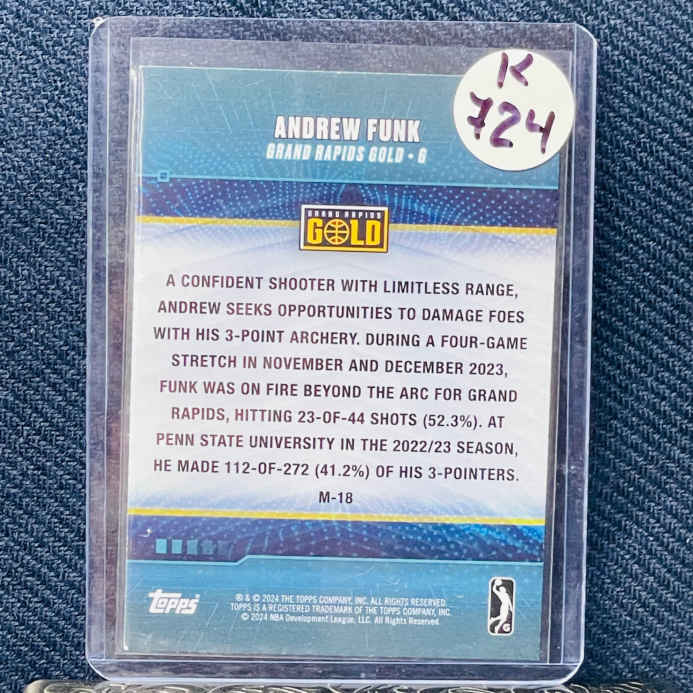 K
724
ANDREW FUNK
GRAND RAPIDS GOLD • G
GRAND RAPIDS
GOLD
A CONFIDENT SHOOTER WITH LIMITLESS RANGE,
ANDREW SEEKS OPPORTUNITIES TO DAMAGE FOES
WITH HIS 3-POINT ARCHERY. DURING A FOUR-GAME
STRETCH IN NOVEMBER AND DECEMBER 2023,
FUNK WAS ON FIRE BEYOND THE ARC FOR GRAND
RAPIDS, HITTING 23-OF-44 SHOTS (52.3%). AT
PENN STATE UNIVERSITY IN THE 2022/23 SEASON,
HE MADE 112-OF-272 (41.2%) OF HIS 3-POINTERS.
M-18
Topps
® & © 2024 THE TOPPS COMPANY, INC. ALL RIGHTS RESERVED.
TOPPS IS A REGISTERED TRADEMARK OF THE TOPPS COMPANY, INC.
© 2024 NBA Development League, LLC. All Rights Reserved.
G